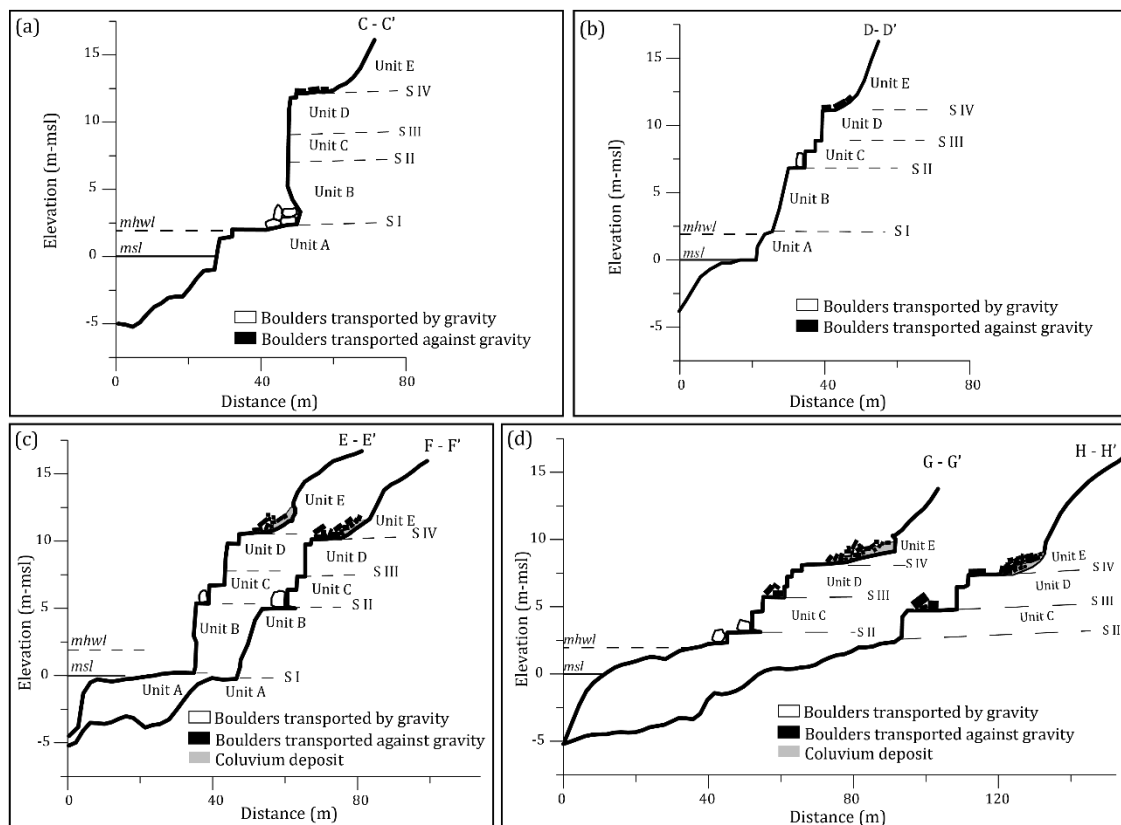 (a)
C - C'
15
10
5
0
-5
Elevation (m-msl)
Unit E
S IV
Unit D
S III
Unit C
S II
Unit B
mhwl
S I
Unit A
msl
Boulders transported by gravity
Boulders transported against gravity
0
40
80
Distance (m)
(b)
D- D'
15
10
5
0
-5
Elevation (m-msl)
Unit E
S IV
Unit D
S III
Unit C
S II
Unit B
mhwl
S I
Unit A
msl
Boulders transported by gravity
Boulders transported against gravity
0
40
80
Distance (m)
(c)
E - E'
F - F'
15
10
5
0
-5
Elevation (m-msl)
Unit E
Unit E
S IV
Unit D
Unit D
S III
Unit C
Unit C
S II
Unit B
Unit B
mhwl
msl
Unit A
Unit A
S I
Boulders transported by gravity
Boulders transported against gravity
Coluvium deposit
0
40
80
Distance (m)
(d)
G - G'
H - H'
15
10
5
0
-5
Elevation (m-msl)
Unit E
Unit E
S IV
S IV
Unit D
Unit D
S III
S III
Unit C
Unit C
S II
S II
mhwl
msl
Boulders transported by gravity
Boulders transported against gravity
Coluvium deposit
0
40
80
120
Distance (m)